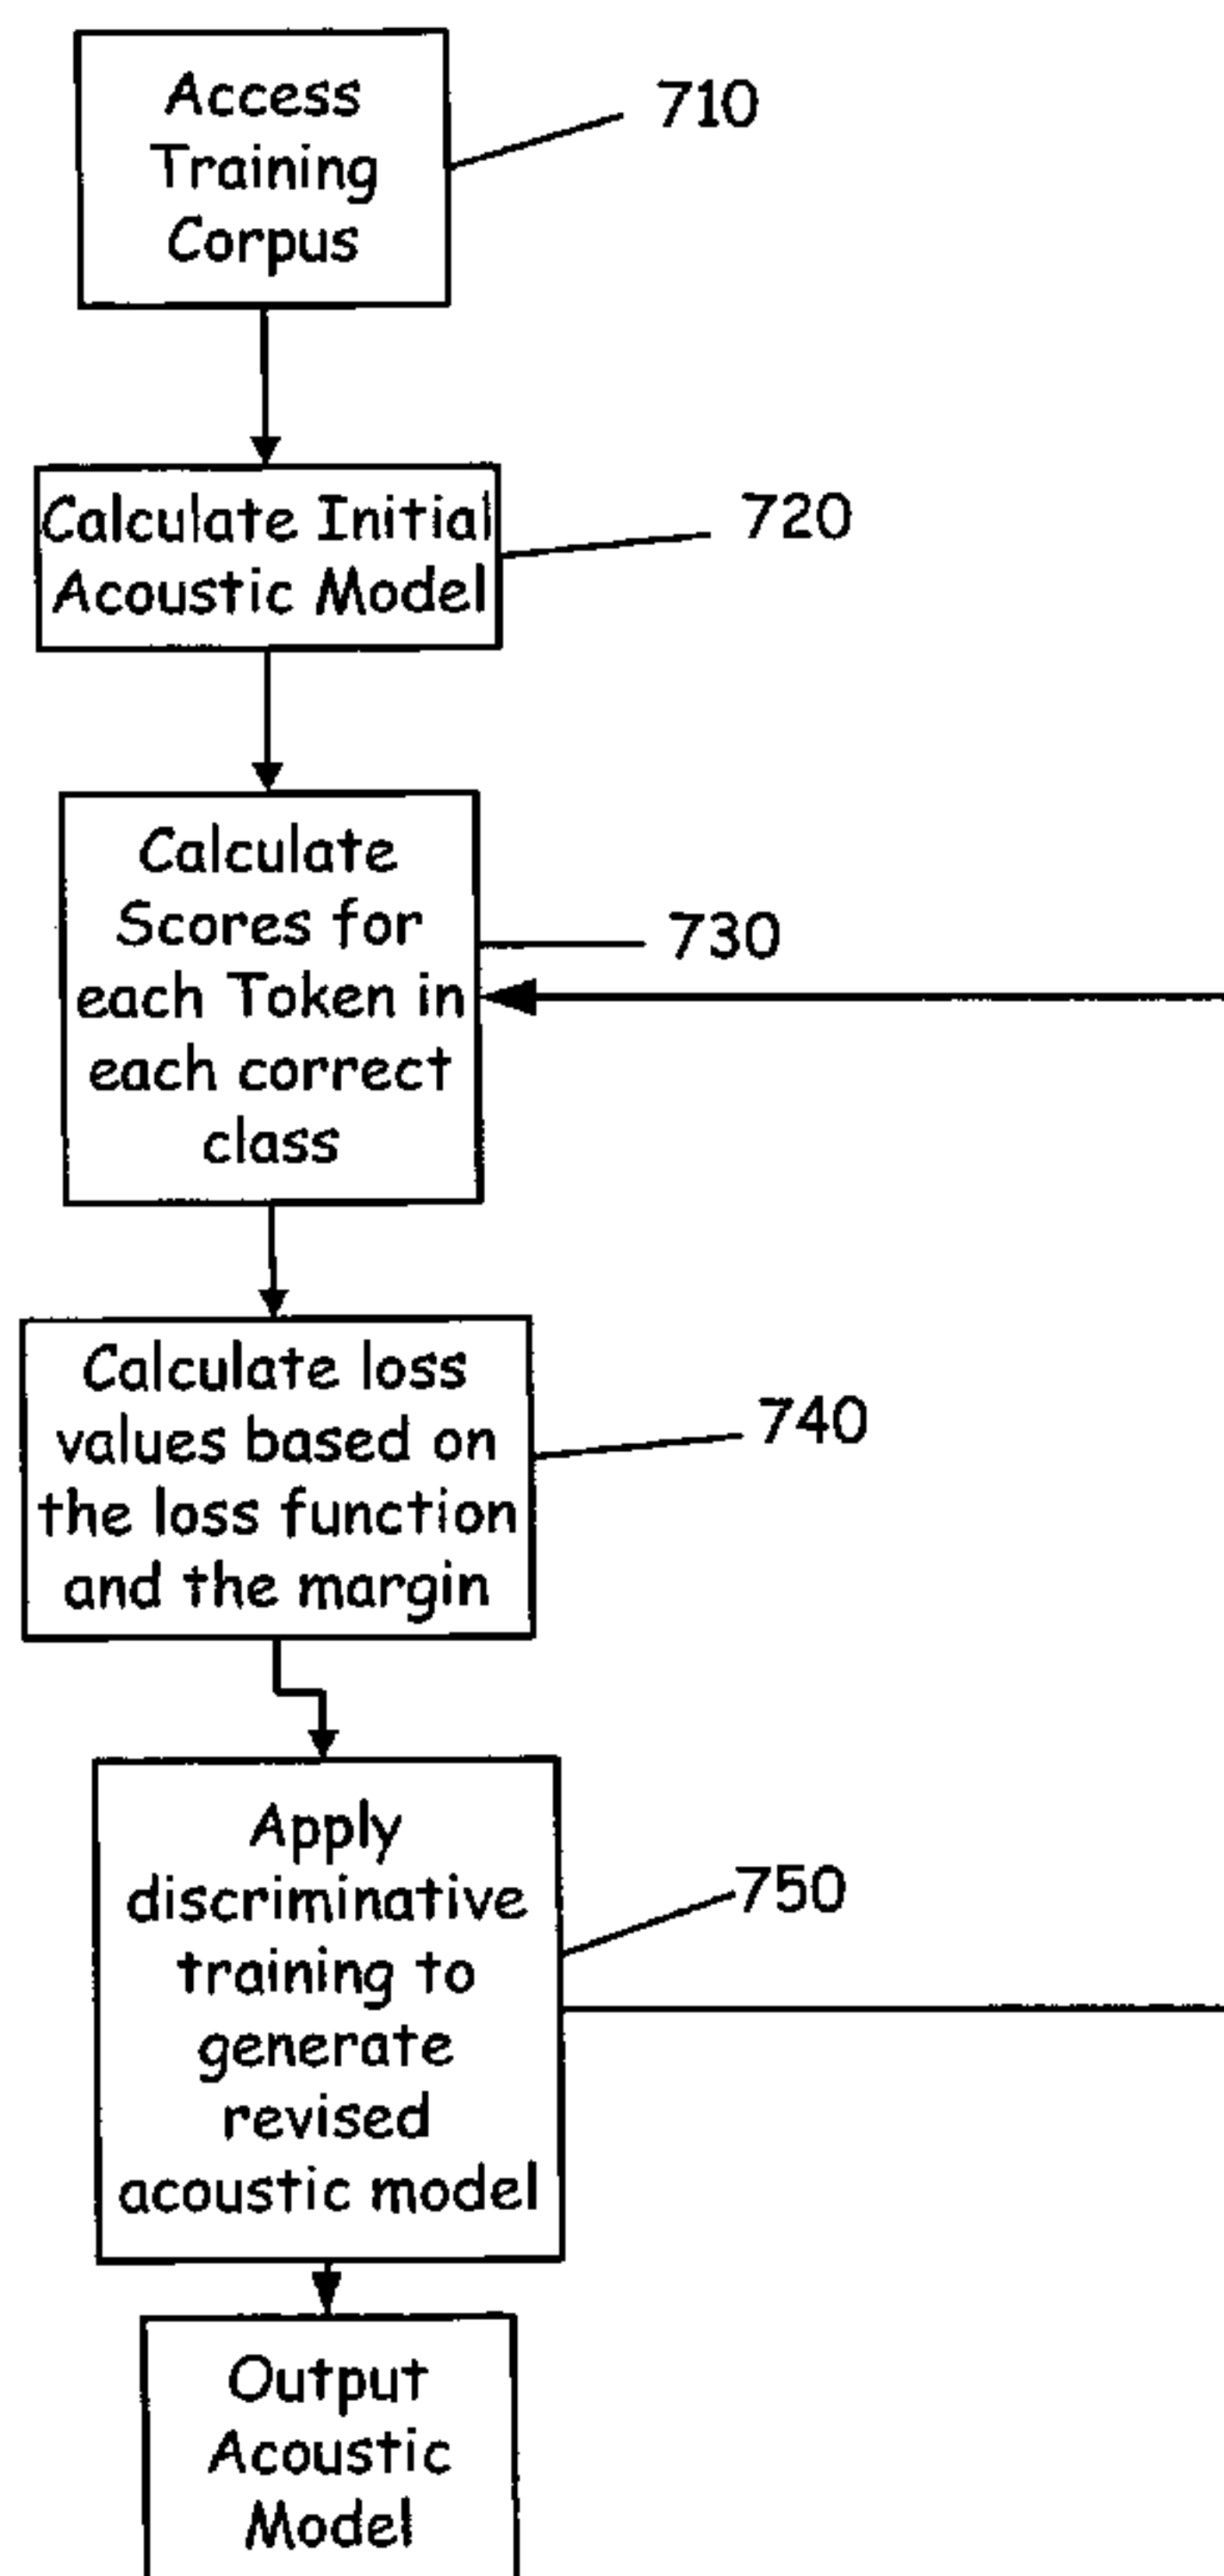 Access
Training
Corpus
710
Calculate Initial
Acoustic Model
720
Calculate
Scores for
each Token in
each correct
class
730
Calculate loss
values based on
the loss function
and the margin
740
Apply
discriminative
training to
generate
revised
acoustic model
750
Output
Acoustic
Model